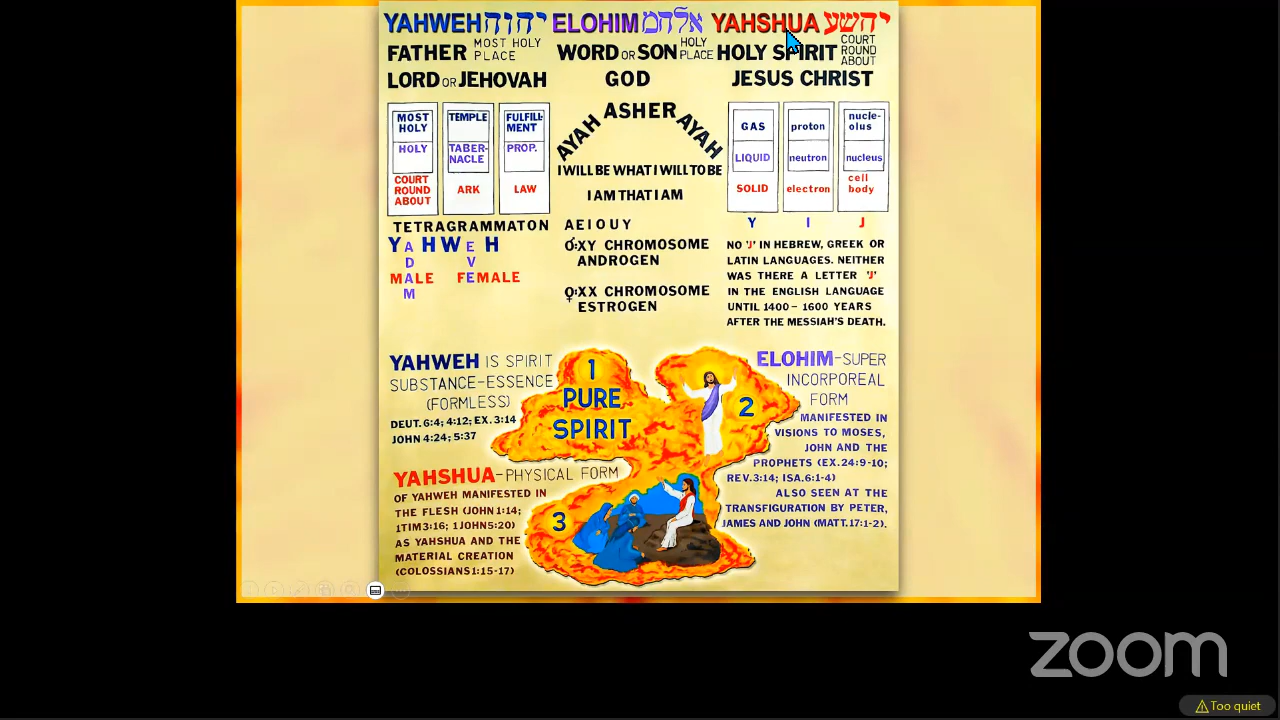 YAHWEH יהוה ELOHIM אלהמ YAHSHUA יהשע
FATHER MOST HOLY PLACE WORD OR SON HOLY PLACE HOLY SPIRIT COURT ROUND ABOUT
LORD OR JEHOVAH GOD JESUS CHRIST
MOST HOLY
HOLY
COURT ROUND ABOUT
TEMPLE
TABER-
NACLE
ARK
FULFILL-
MENT
PROP.
LAW
AYAH ASHER AYAH
I WILL BE WHAT I WILL TO BE
I AM THAT I AM
GAS
LIQUID
SOLID
proton
neutron
electron
nucle-
olus
nucleus
cell
body
Y I J
TETRAGRAMMATON
YAHWEH
ADAM
EVE
MALE FEMALE
A E I O U Y
♂:XY CHROMOSOME
ANDROGEN
♀:XX CHROMOSOME
ESTROGEN
NO 'J' IN HEBREW, GREEK OR
LATIN LANGUAGES. NEITHER
WAS THERE A LETTER 'J'
IN THE ENGLISH LANGUAGE
UNTIL 1400 – 1600 YEARS
AFTER THE MESSIAH'S DEATH.
YAHWEH IS SPIRIT
SUBSTANCE-ESSENCE
(FORMLESS)
DEUT. 6:4; 4:12; EX. 3:14
JOHN 4:24; 5:37
1
PURE
SPIRIT
2
ELOHIM-SUPER
INCORPOREAL
FORM
MANIFESTED IN
VISIONS TO MOSES,
JOHN AND THE
PROPHETS (EX.24:9-10;
REV.3:14; ISA.6:1-4)
ALSO SEEN AT THE
TRANSFIGURATION BY PETER,
JAMES AND JOHN (MATT.17:1-2).
YAHSHUA-PHYSICAL FORM
OF YAHWEH MANIFESTED IN
THE FLESH (JOHN 1:14;
1TIM 3:16; 1JOHN 5:20)
AS YAHSHUA AND THE
MATERIAL CREATION
(COLOSSIANS 1:15-17)
3
zoom
Too quiet